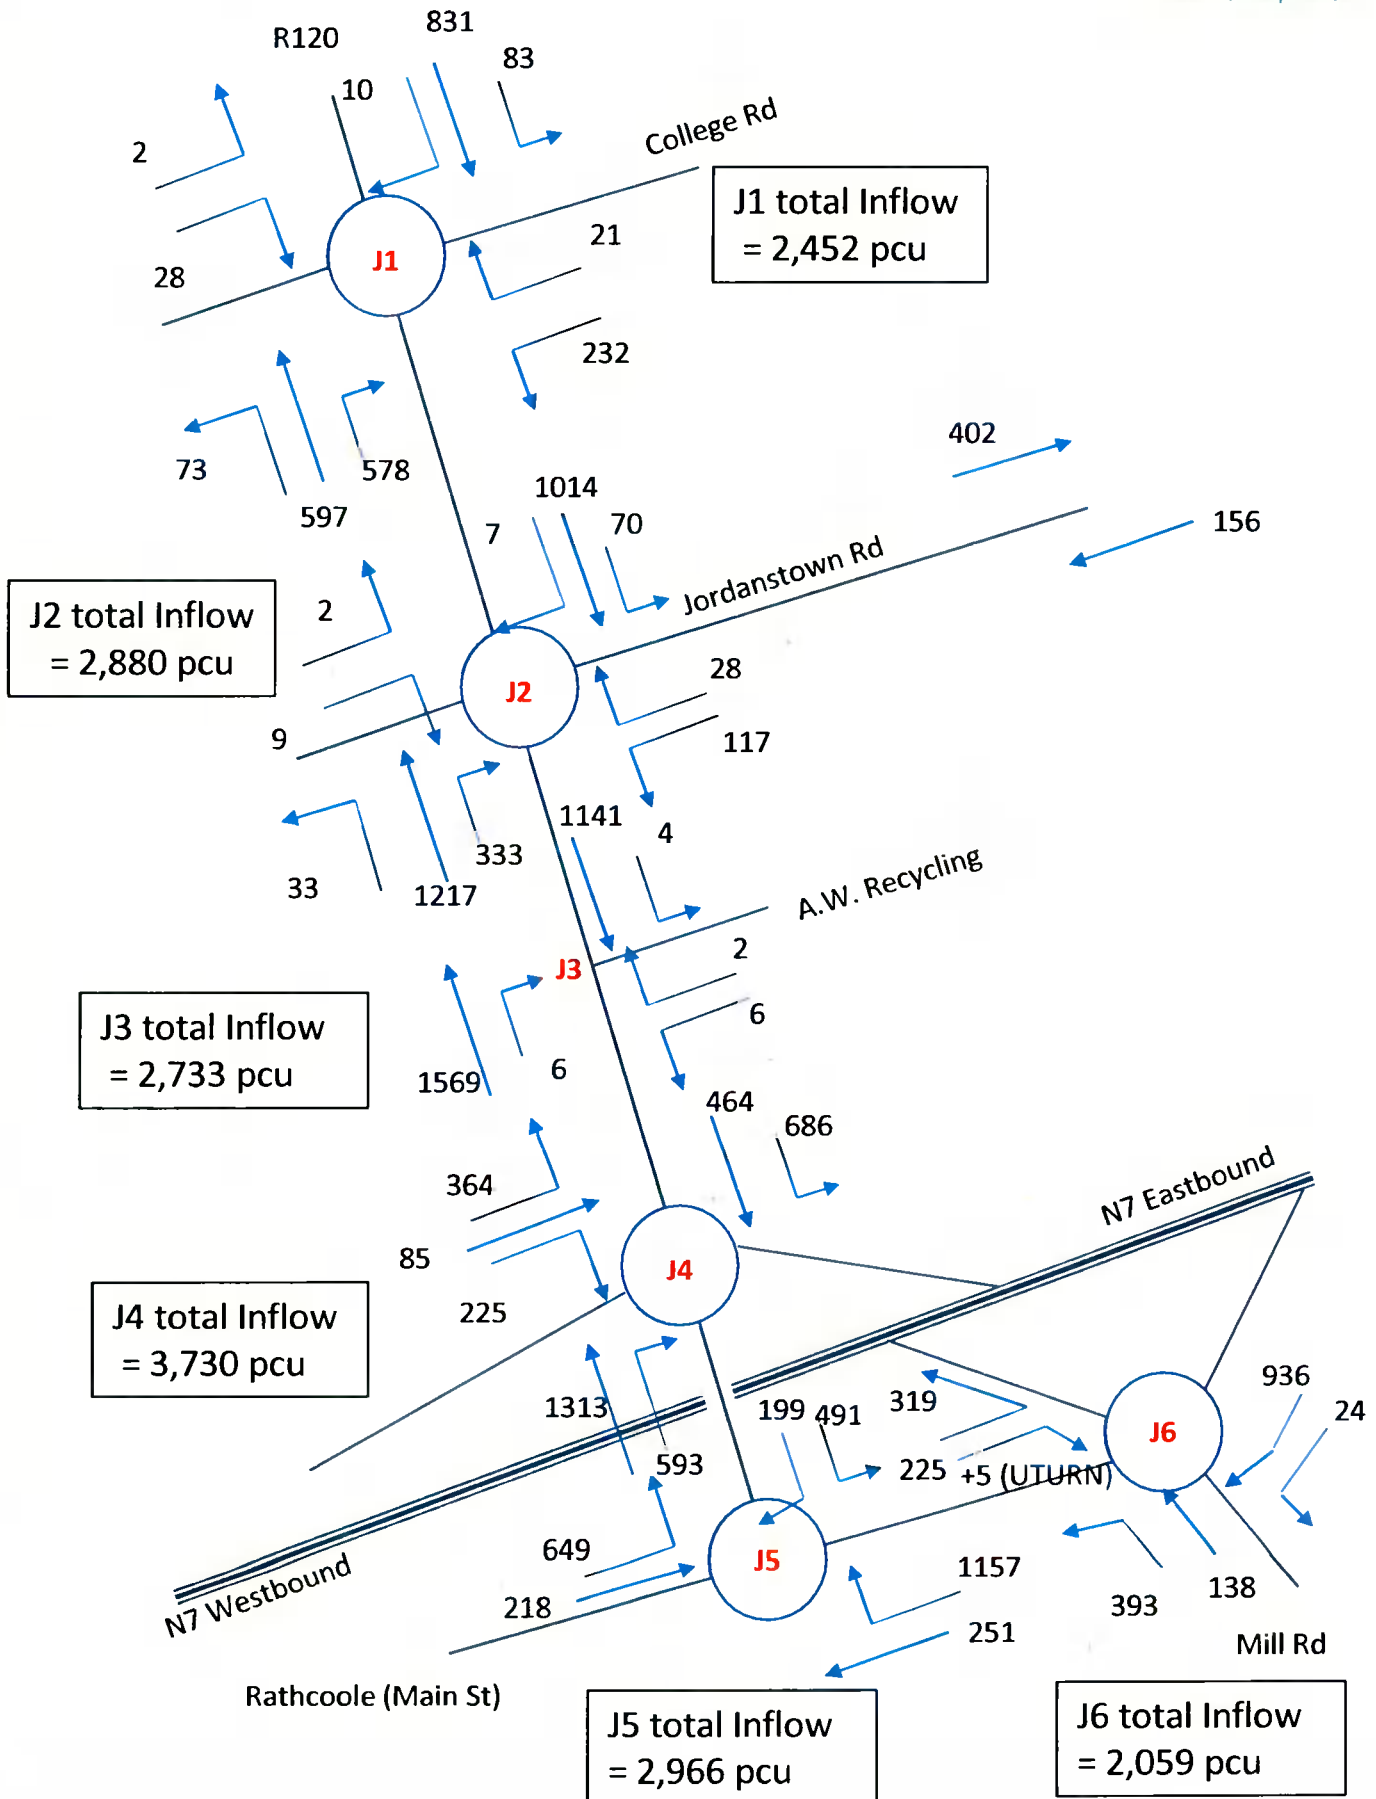 831
R120
83
10
College Rd
2
J1 total Inflow
= 2,452 pcu
21
J1
28
232
402
73
578
1014
597
70
7
156
Jordanstown Rd
J2 total Inflow
= 2,880 pcu
2
28
J2
9
117
1141
4
333
33
1217
A.W. Recycling
2
J3
J3 total Inflow
= 2,733 pcu
6
6
1569
464
686
364
N7 Eastbound
85
J4
225
J4 total Inflow
= 3,730 pcu
936
319
1313
199
491
24
J6
593
225
+5 (UTURN)
649
J5
1157
N7 Westbound
218
138
393
251
Mill Rd
Rathcoole (Main St)
J5 total Inflow
= 2,966 pcu
J6 total Inflow
= 2,059 pcu